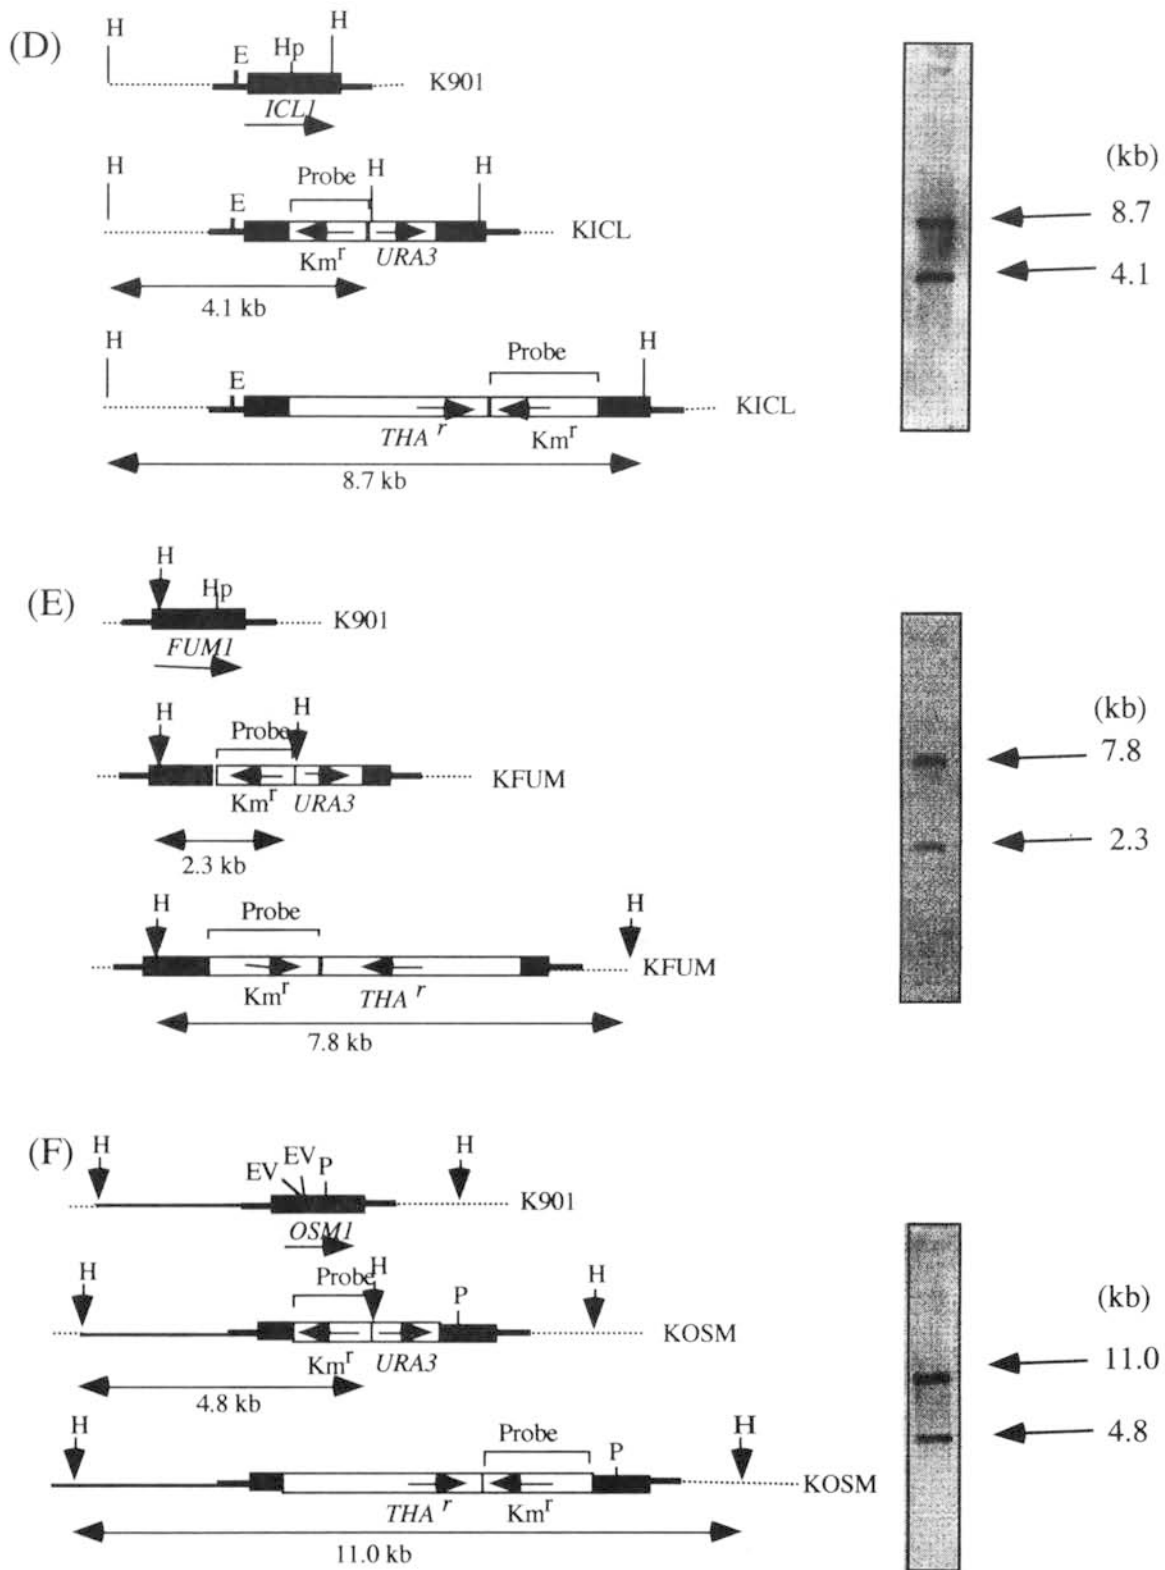 (D)
H
H
E
Hp
K901
ICL1
H
Probe
H
H
E
KICL
Km^r URA3
4.1 kb
H
Probe
H
E
KICL
THA^r Km^r
8.7 kb
(kb)
8.7
4.1
(E)
H
Hp
K901
FUM1
H
Probe
H
KFUM
Km^r URA3
2.3 kb
H
Probe
H
KFUM
Km^r THA^r
7.8 kb
(kb)
7.8
2.3
(F)
H
EV
EV
P
H
K901
OSM1
H
Probe
H
H
P
KOSM
Km^r URA3
4.8 kb
H
Probe
P
H
KOSM
THA^r Km^r
11.0 kb
(kb)
11.0
4.8